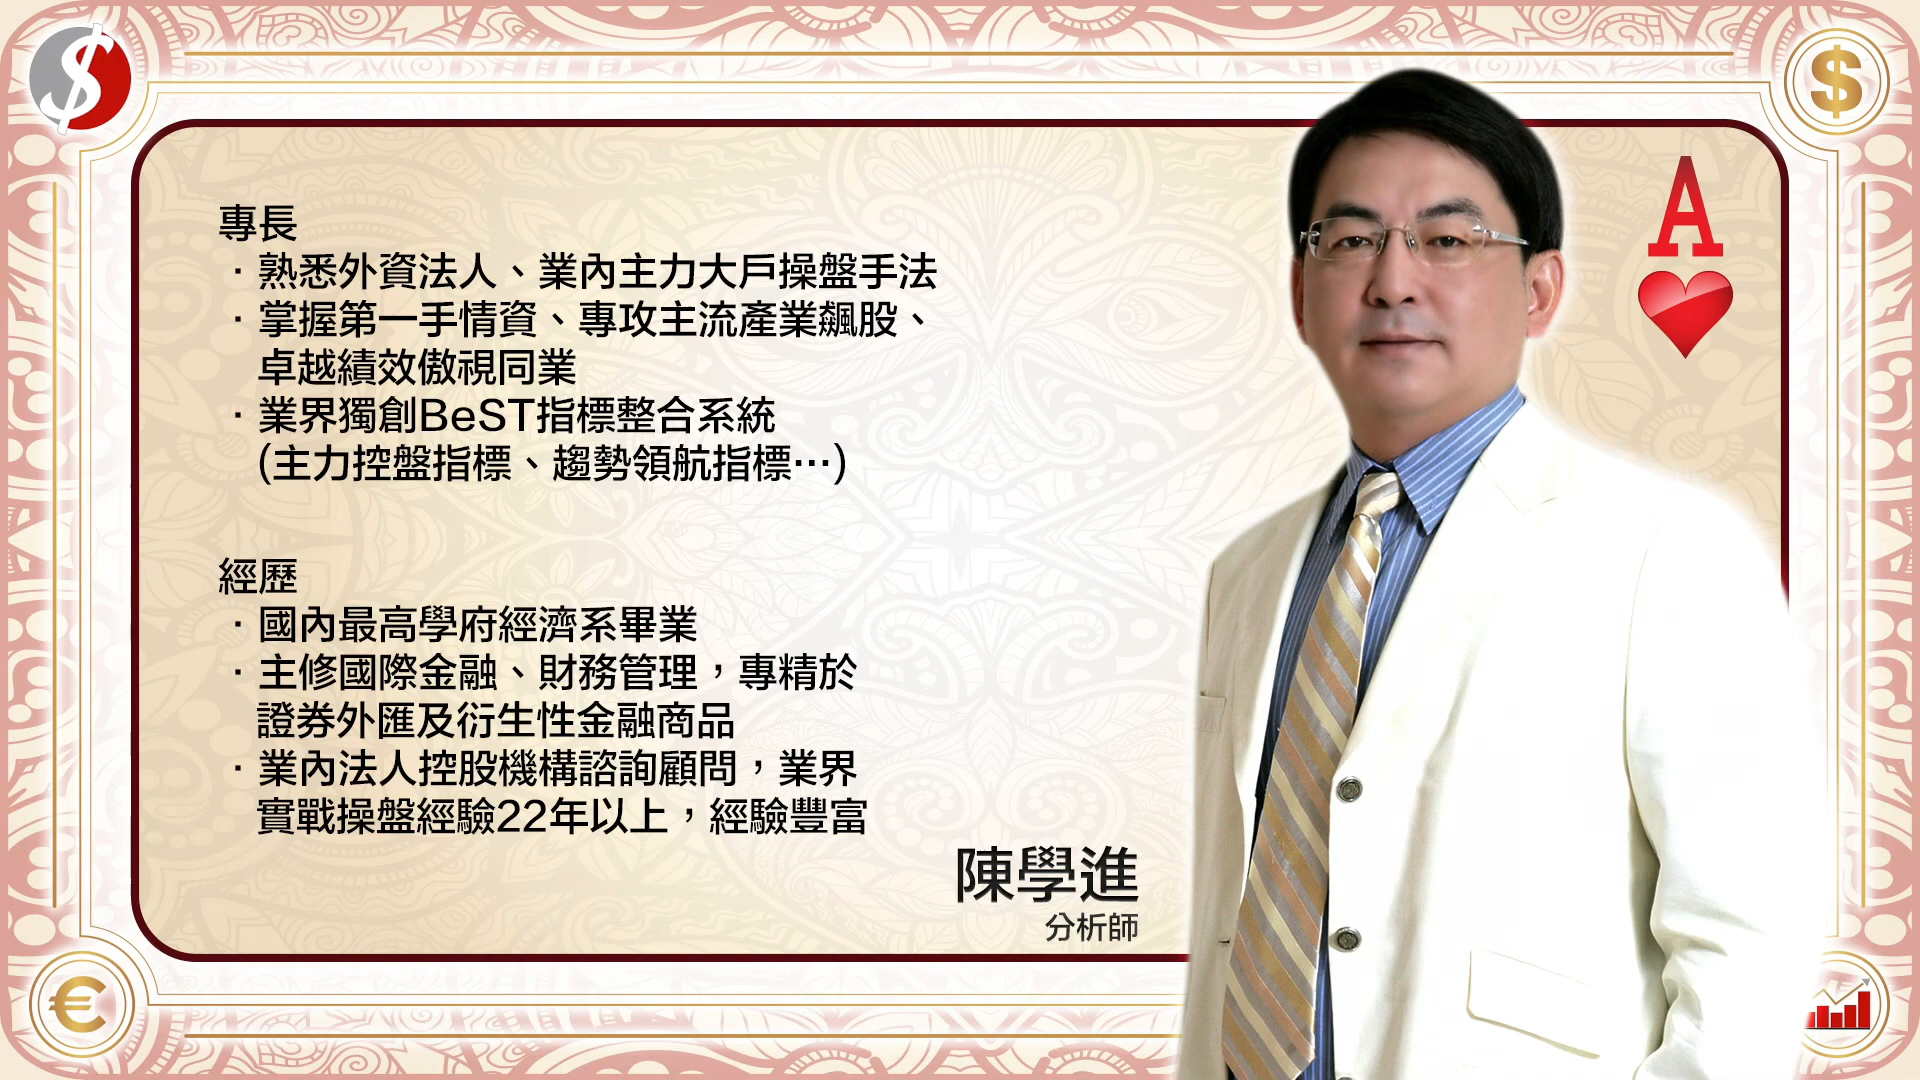 專長
·熟悉外資法人、業內主力大戶操盤手法
·掌握第一手情資、專攻主流產業飆股、
卓越績效傲視同業
·業界獨創BeST指標整合系統
(主力控盤指標、趨勢領航指標…)
經歷
·國內最高學府經濟系畢業
·主修國際金融、財務管理，專精於
證券外匯及衍生性金融商品
·業內法人控股機構諮詢顧問，業界
實戰操盤經驗22年以上，經驗豐富
陳學進
分析師
A
$
$
€